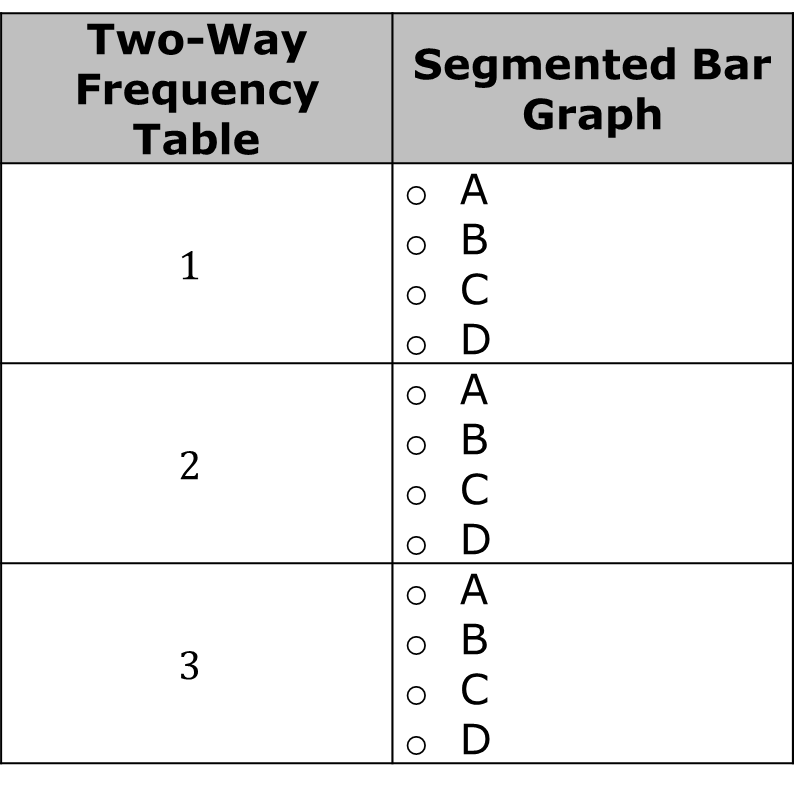 Two-Way
Frequency
Table
Segmented Bar
Graph
1
A
B
C
D
2
A
B
C
D
3
A
B
C
D